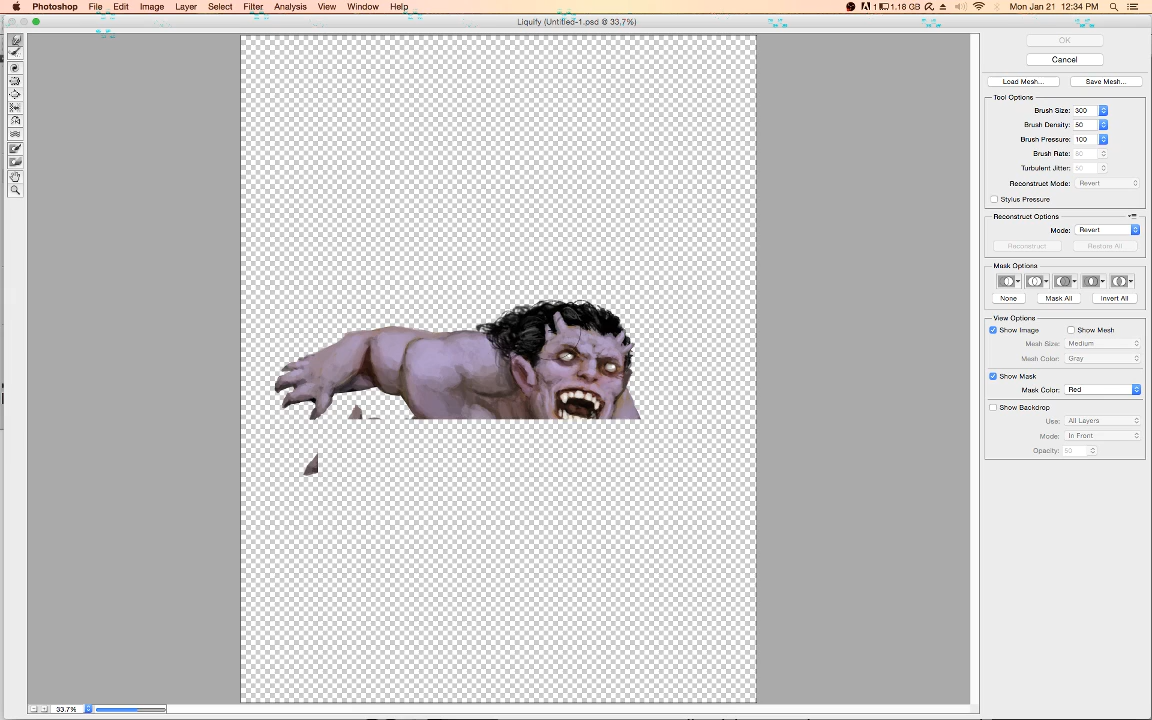 Photoshop File Edit Image Layer Select Filter Analysis View Window Help 1 1.18 GB Mon Jan 21 12:34 PM
Liquify (Untitled-1.psd @ 33.7%)
OK
Cancel
Load Mesh... Save Mesh...
Tool Options
Brush Size: 300
Brush Density: 50
Brush Pressure: 100
Brush Rate: 80
Turbulent Jitter: 50
Reconstruct Mode: Revert
Stylus Pressure
Reconstruct Options
Mode: Revert
Reconstruct Restore All
Mask Options
None Mask All Invert All
View Options
Show Image Show Mesh
Mesh Size: Medium
Mesh Color: Gray
Show Mask
Mask Color: Red
Show Backdrop
Use: All Layers
Mode: In Front
Opacity: 50
33.7%